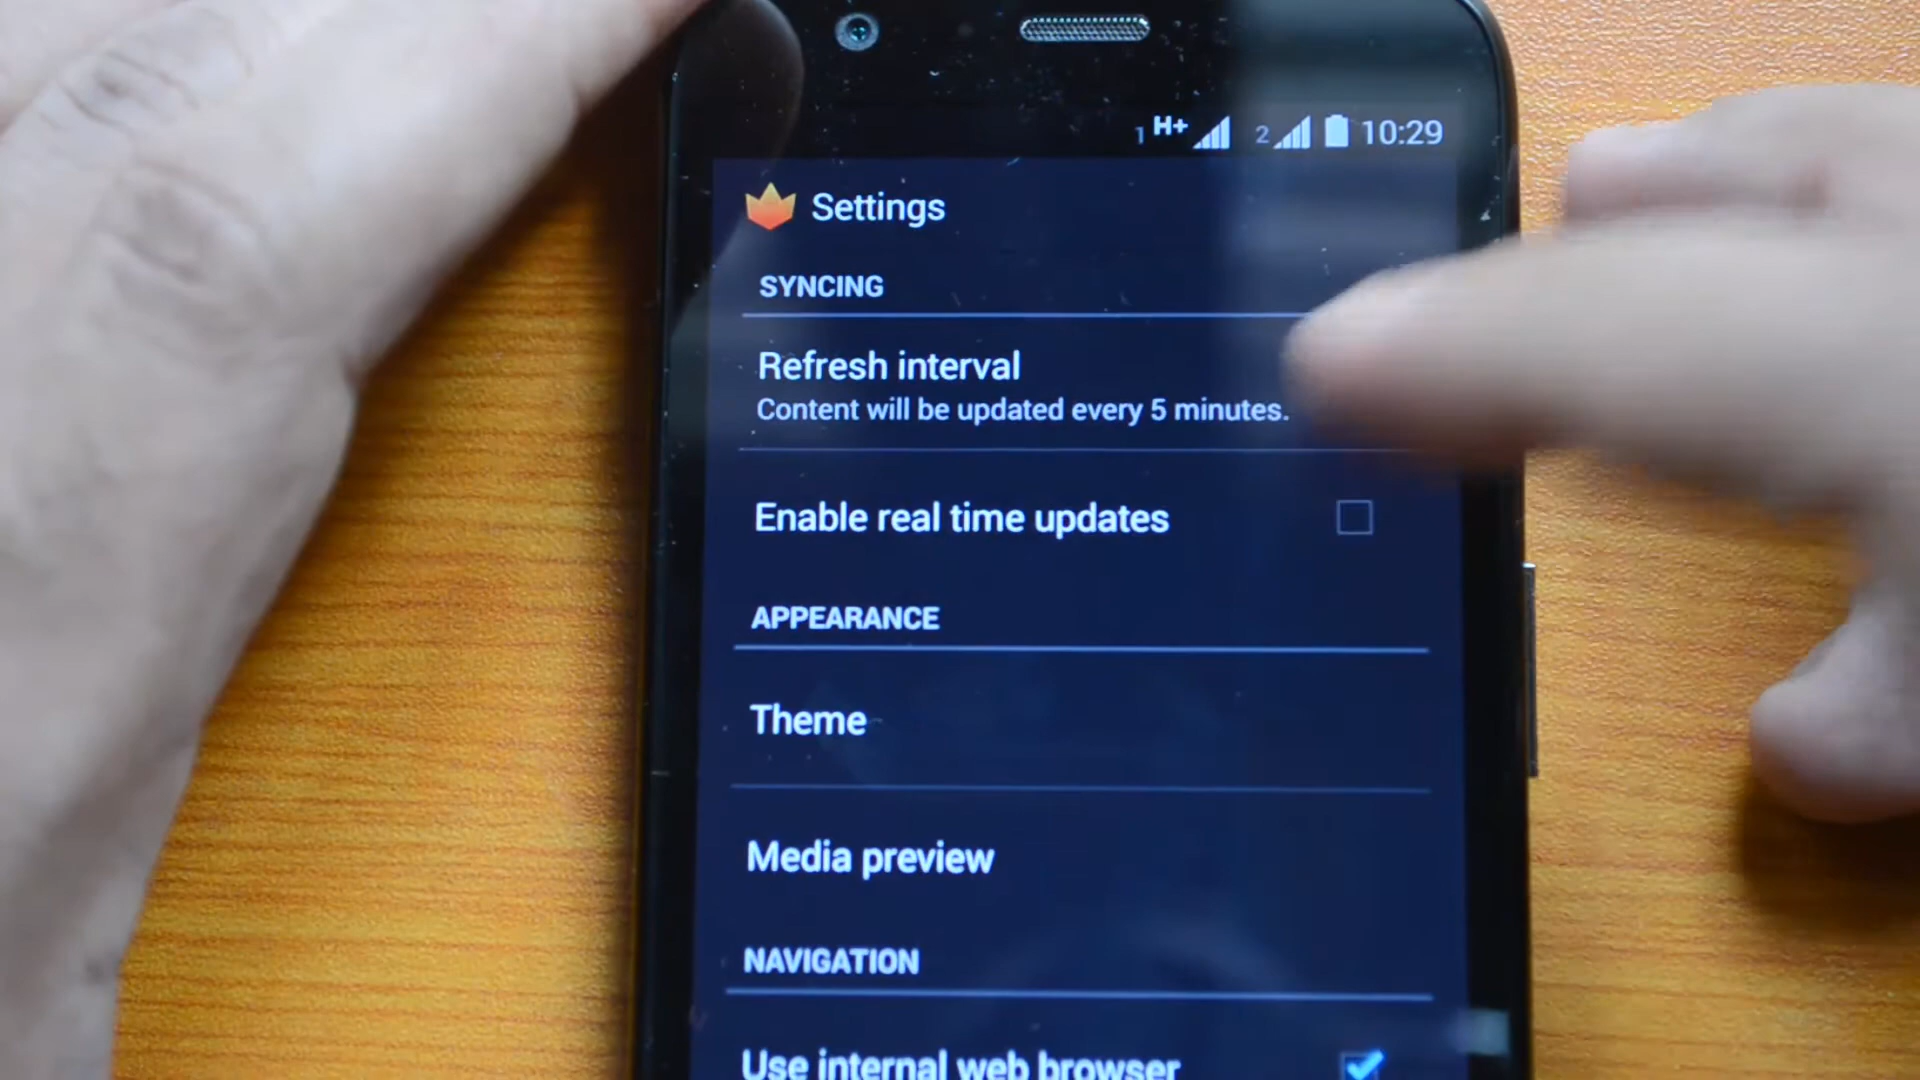 1 H+ 2 10:29
Settings
SYNCING
Refresh interval
Content will be updated every 5 minutes.
Enable real time updates
APPEARANCE
Theme
Media preview
NAVIGATION
Use internal web browser